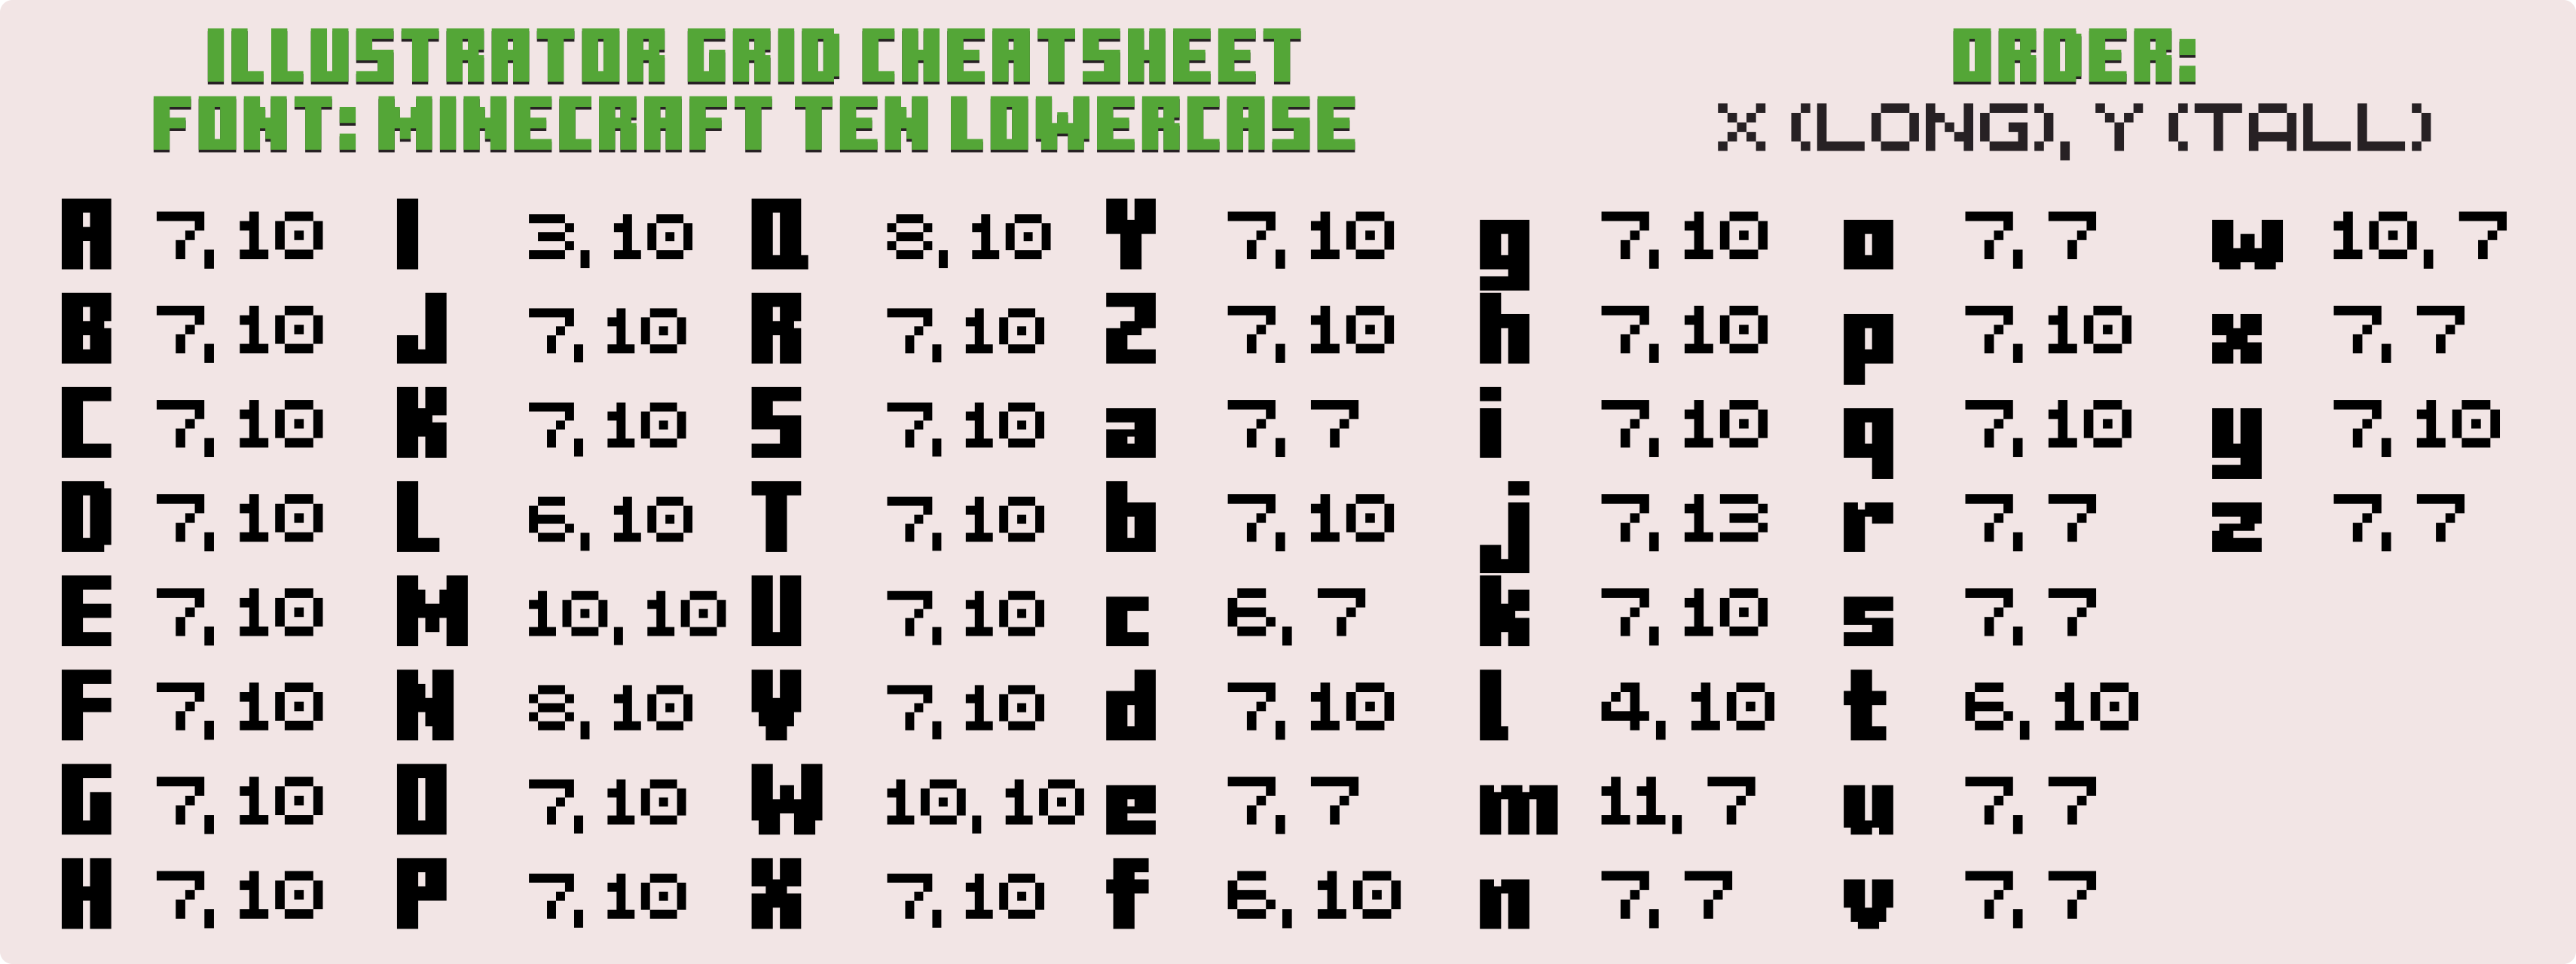 ILLUSTRATOR GRID CHEATSHEET
FONT: MINECRAFT TEN LOWERCASE
ORDER:
X (LONG), Y (TALL)
A 7, 10 I 3, 10 Q 8, 10 Y 7, 10 g 7, 10 o 7, 7 w 10, 7
B 7, 10 J 7, 10 R 7, 10 Z 7, 10 h 7, 10 p 7, 10 x 7, 7
C 7, 10 K 7, 10 S 7, 10 a 7, 7 i 7, 10 q 7, 10 y 7, 10
D 7, 10 L 6, 10 T 7, 10 b 7, 10 j 7, 13 r 7, 7 z 7, 7
E 7, 10 M 10, 10 U 7, 10 c 6, 7 k 7, 10 s 7, 7
F 7, 10 N 8, 10 V 7, 10 d 7, 10 l 4, 10 t 6, 10
G 7, 10 O 7, 10 W 10, 10 e 7, 7 m 11, 7 u 7, 7
H 7, 10 P 7, 10 X 7, 10 f 6, 10 n 7, 7 v 7, 7